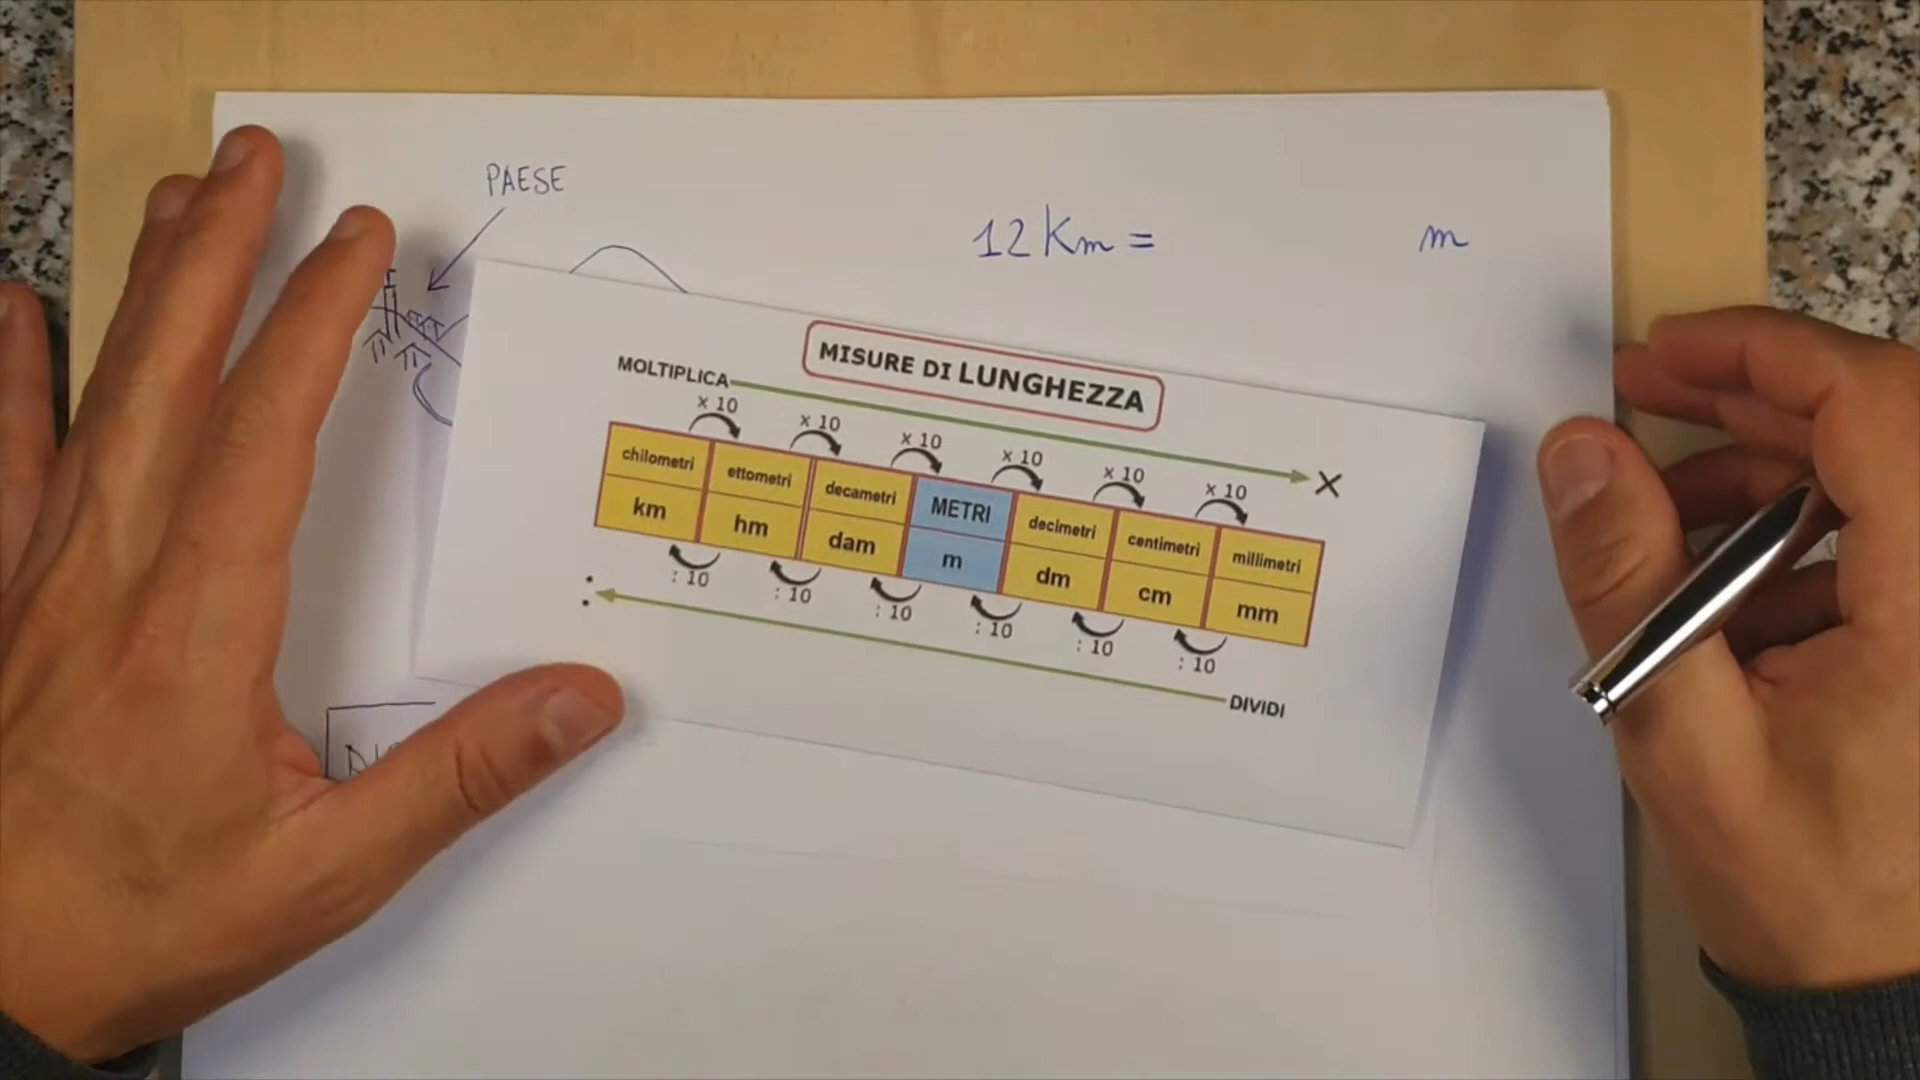 PAESE
12 Km = m
MISURE DI LUNGHEZZA
MOLTIPLICA
x 10 x 10 x 10 x 10 x 10 x 10 X
chilometri ettometri decametri METRI decimetri centimetri millimetri
km hm dam m dm cm mm
: 10 : 10 : 10 : 10 : 10 : 10
:
DIVIDI